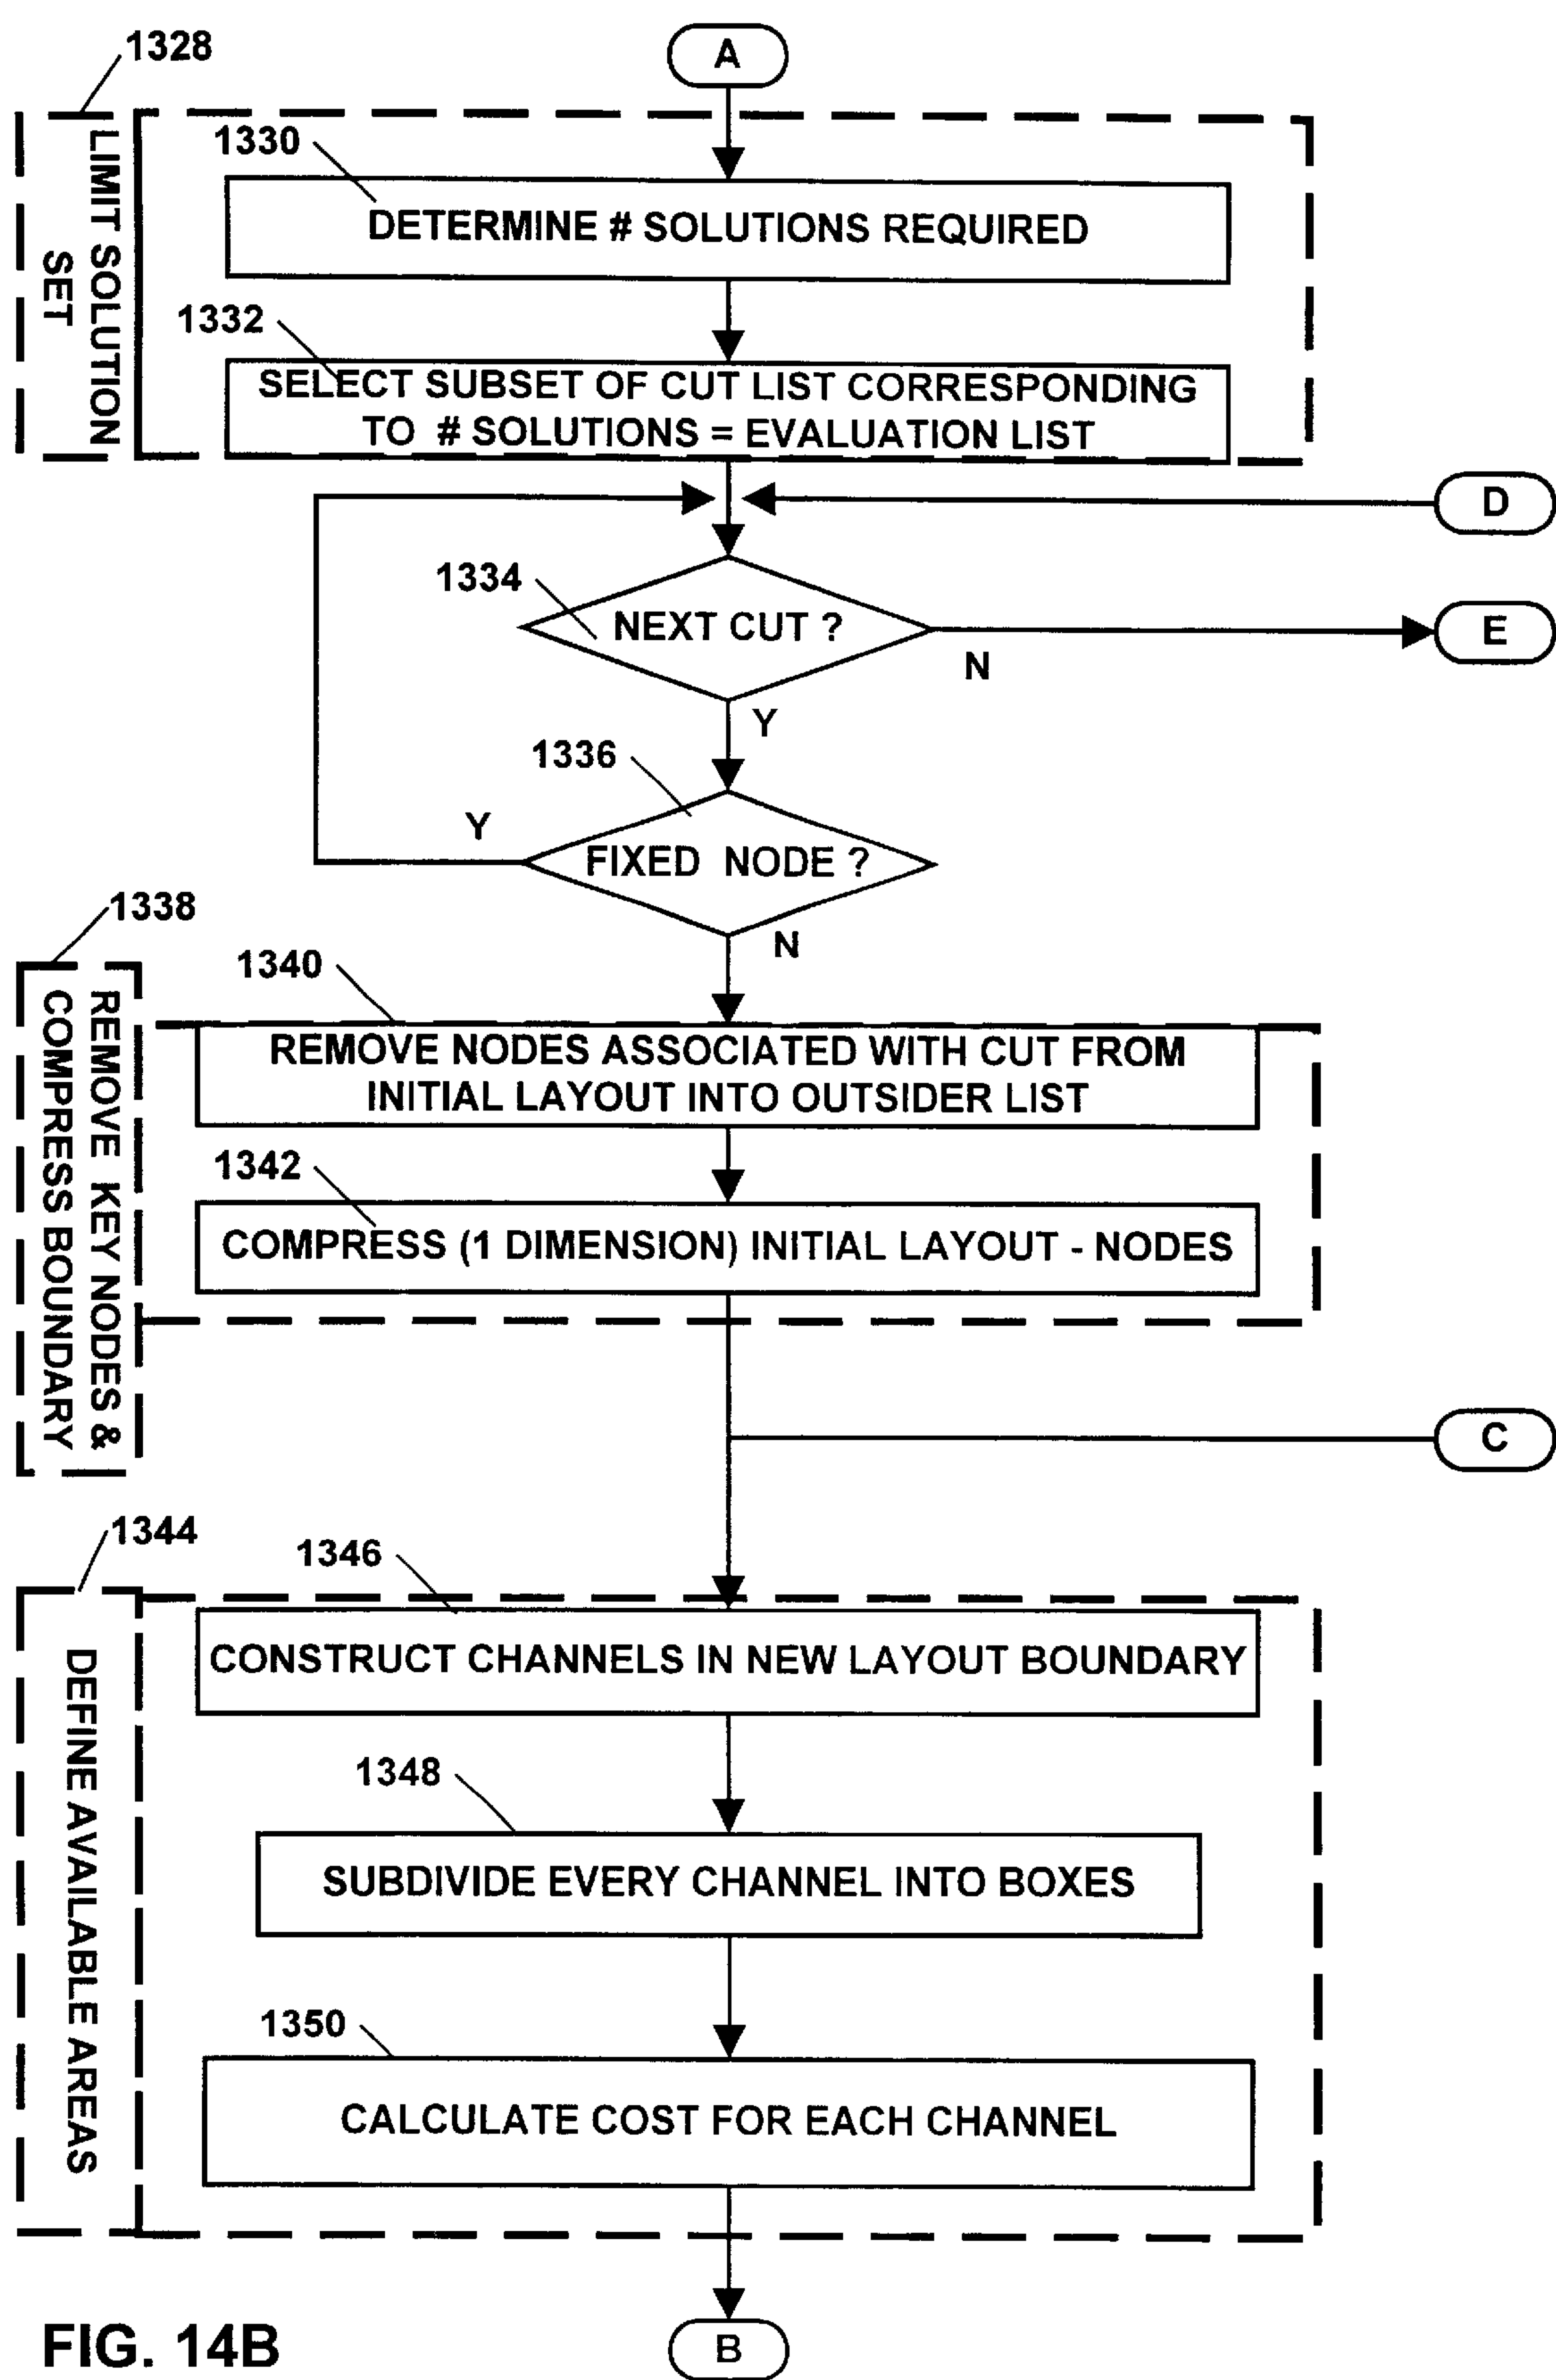 A
1328
LIMIT SOLUTION
SET
1330
DETERMINE # SOLUTIONS REQUIRED
1332
SELECT SUBSET OF CUT LIST CORRESPONDING
TO # SOLUTIONS = EVALUATION LIST
D
1334
NEXT CUT ?
E
N
Y
1336
Y
FIXED NODE ?
N
1338
REMOVE KEY NODES &
COMPRESS BOUNDARY
1340
REMOVE NODES ASSOCIATED WITH CUT FROM
INITIAL LAYOUT INTO OUTSIDER LIST
1342
COMPRESS (1 DIMENSION) INITIAL LAYOUT - NODES
C
1344
DEFINE AVAILABLE AREAS
1346
CONSTRUCT CHANNELS IN NEW LAYOUT BOUNDARY
1348
SUBDIVIDE EVERY CHANNEL INTO BOXES
1350
CALCULATE COST FOR EACH CHANNEL
B
FIG. 14B